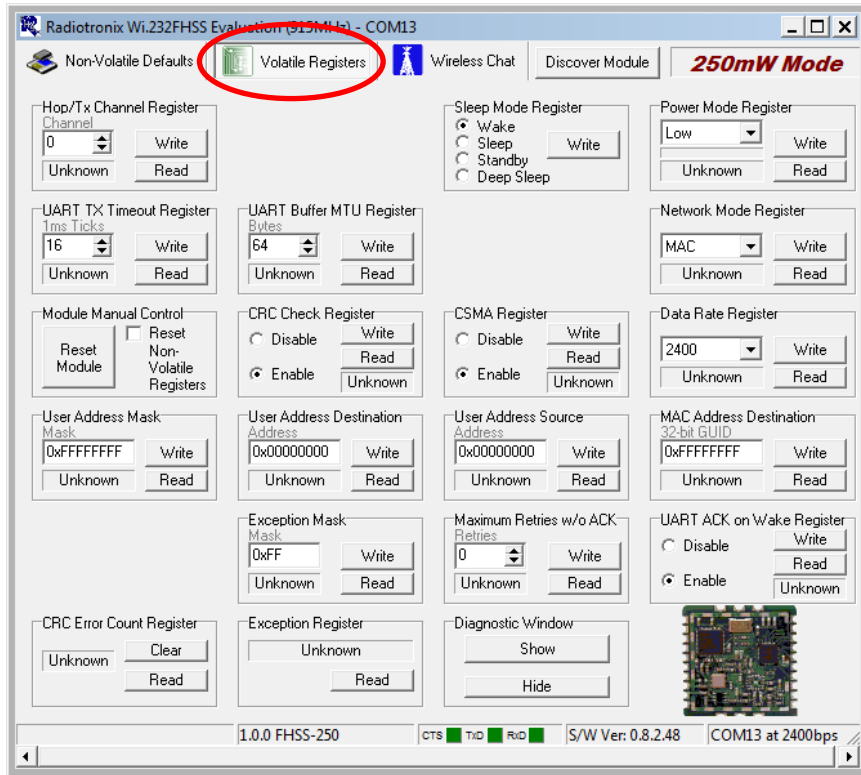 Radiotronix Wi.232FHSS Evaluation (915MHz) - COM13
Non-Volatile Defaults Volatile Registers Wireless Chat Discover Module 250mW Mode
Hop/Tx Channel Register
Channel
0 Write
Unknown Read
Sleep Mode Register
Wake
Sleep
Standby
Deep Sleep
Write
Power Mode Register
Low Write
Unknown Read
UART TX Timeout Register
1ms Ticks
16 Write
Unknown Read
UART Buffer MTU Register
Bytes
64 Write
Unknown Read
Network Mode Register
MAC Write
Unknown Read
Module Manual Control
Reset
Module
Reset
Non-
Volatile
Registers
CRC Check Register
Disable Write
Read
Enable Unknown
CSMA Register
Disable Write
Read
Enable Unknown
Data Rate Register
2400 Write
Unknown Read
User Address Mask
Mask
0xFFFFFFFF Write
Unknown Read
User Address Destination
Address
0x00000000 Write
Unknown Read
User Address Source
Address
0x00000000 Write
Unknown Read
MAC Address Destination
32-bit GUID
0xFFFFFFFF Write
Unknown Read
Exception Mask
Mask
0xFF Write
Unknown Read
Maximum Retries w/o ACK
Retries
0 Write
Unknown Read
UART ACK on Wake Register
Disable Write
Read
Enable Unknown
CRC Error Count Register
Unknown Clear
Read
Exception Register
Unknown
Read
Diagnostic Window
Show
Hide
1.0.0 FHSS-250 CTS TxD RxD S/W Ver: 0.8.2.48 COM13 at 2400bps